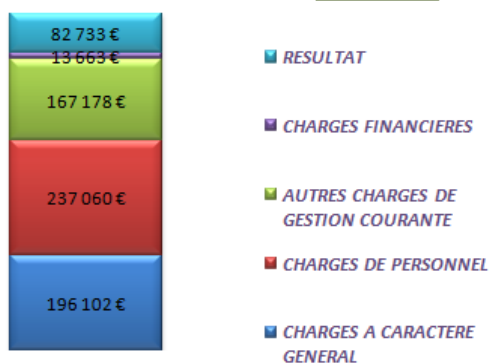 82 733 €
13 663 €
167 178 €
237 060 €
196 102 €
RESULTAT
CHARGES FINANCIERES
AUTRES CHARGES DE
GESTION COURANTE
CHARGES DE PERSONNEL
CHARGES A CARACTERE
GENERAL